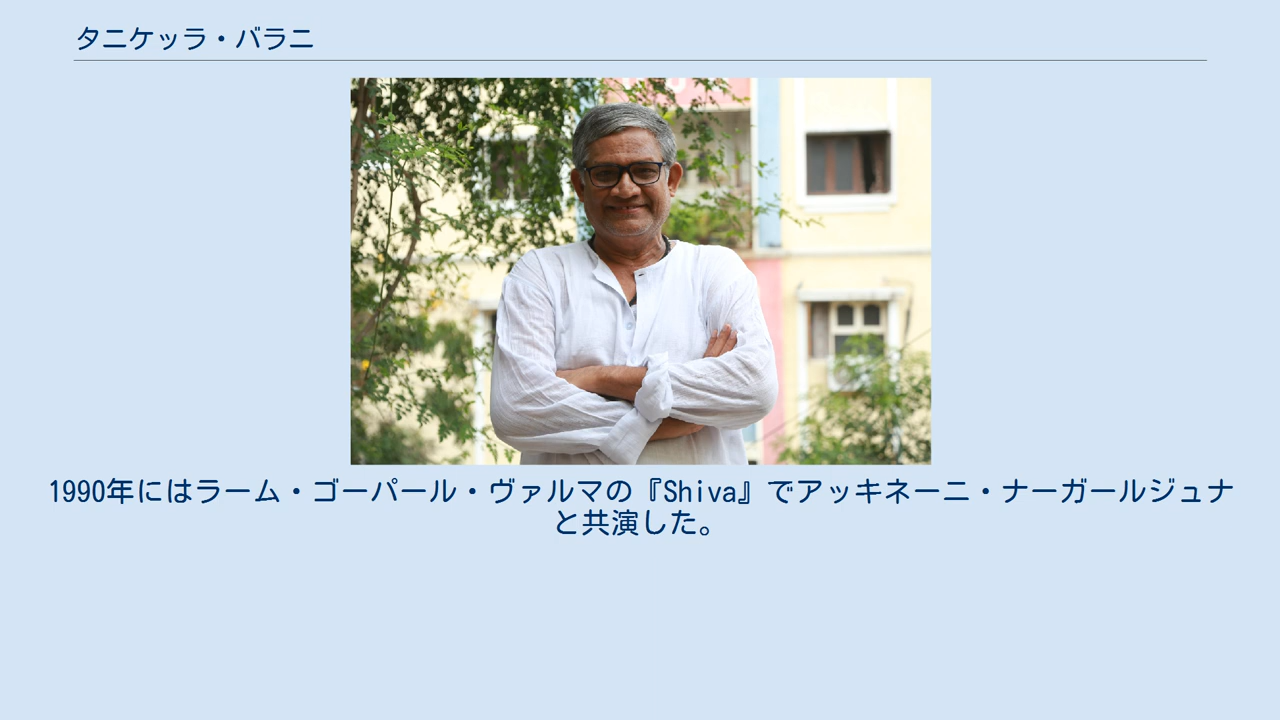 タニケッラ・バラニ
1990年にはラーム・ゴーパール・ヴァルマの『Shiva』でアッキネーニ・ナーガールジュナ
と共演した。